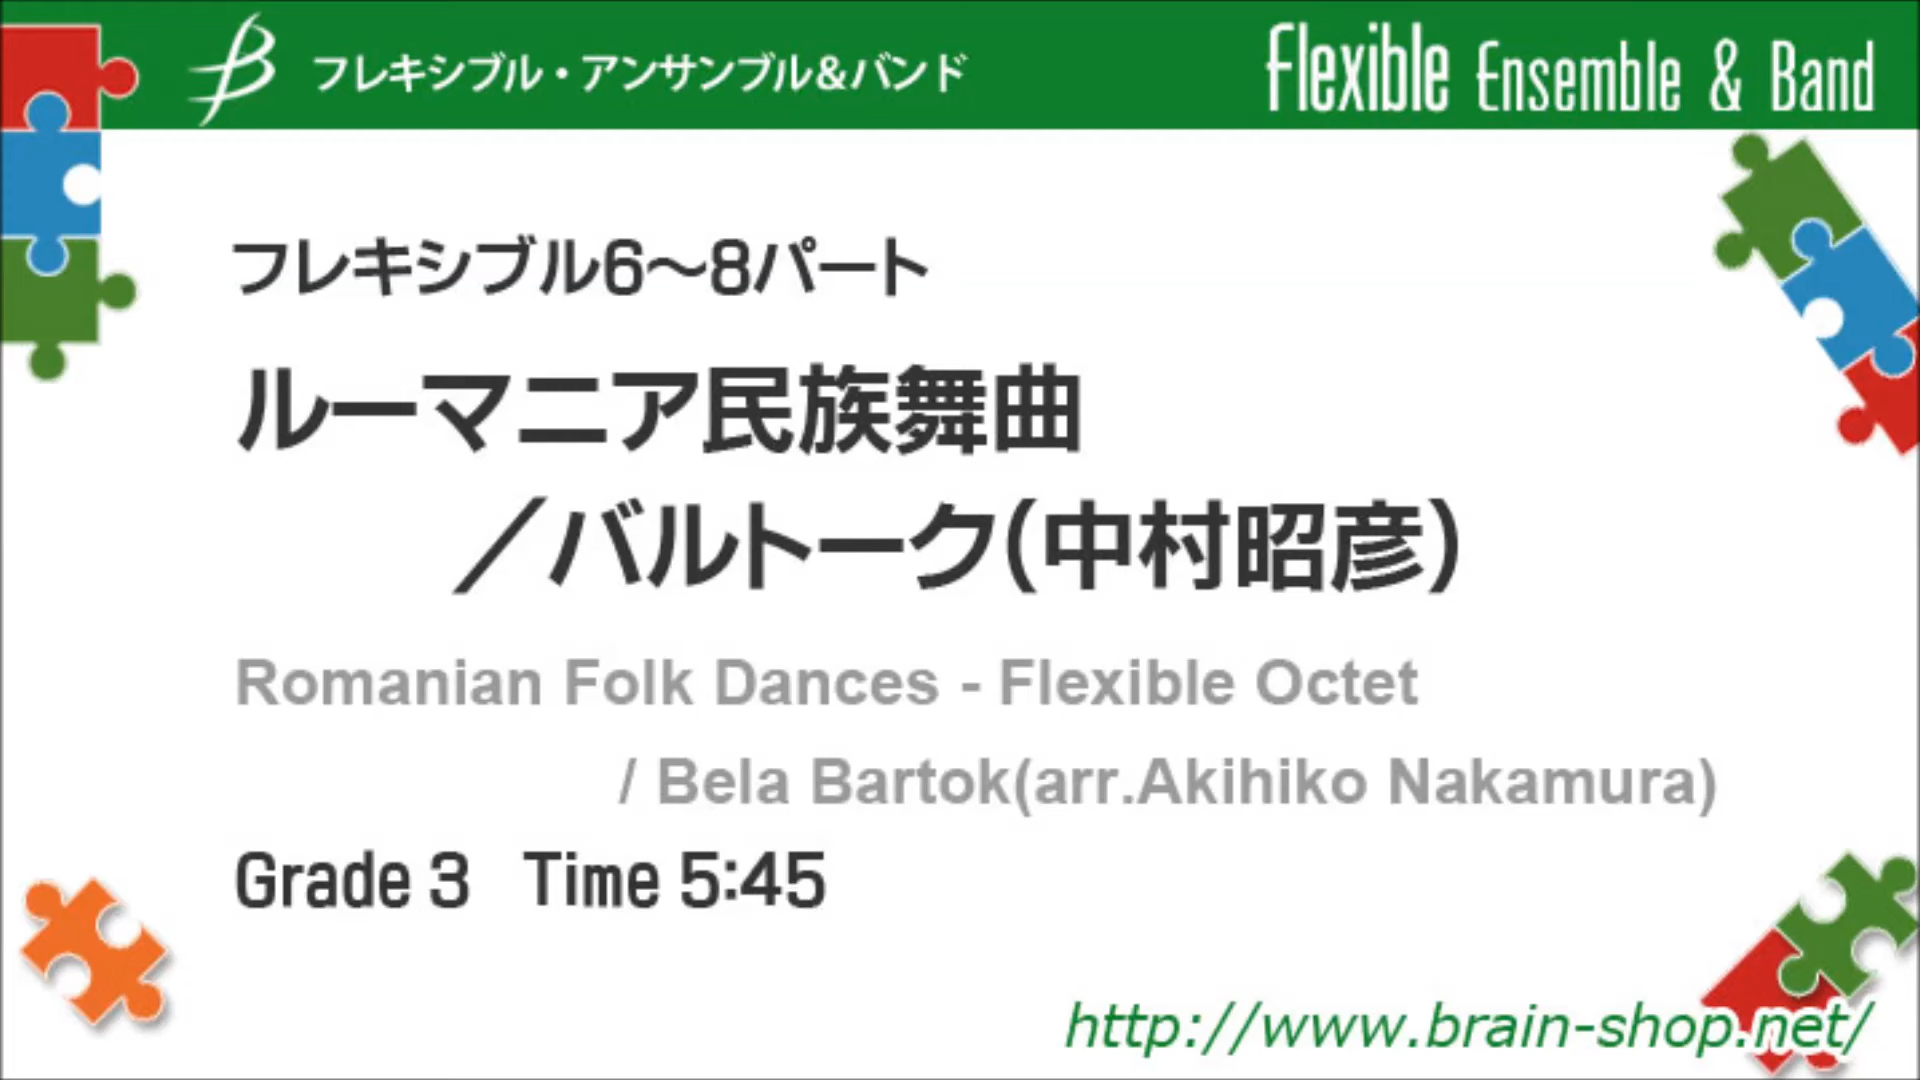 フレキシブル・アンサンブル&バンド
Flexible Ensemble & Band
フレキシブル6〜8パート
ルーマニア民族舞曲
／バルトーク(中村昭彦)
Romanian Folk Dances - Flexible Octet
/ Bela Bartok(arr.Akihiko Nakamura)
Grade 3 Time 5:45
http://www.brain-shop.net/